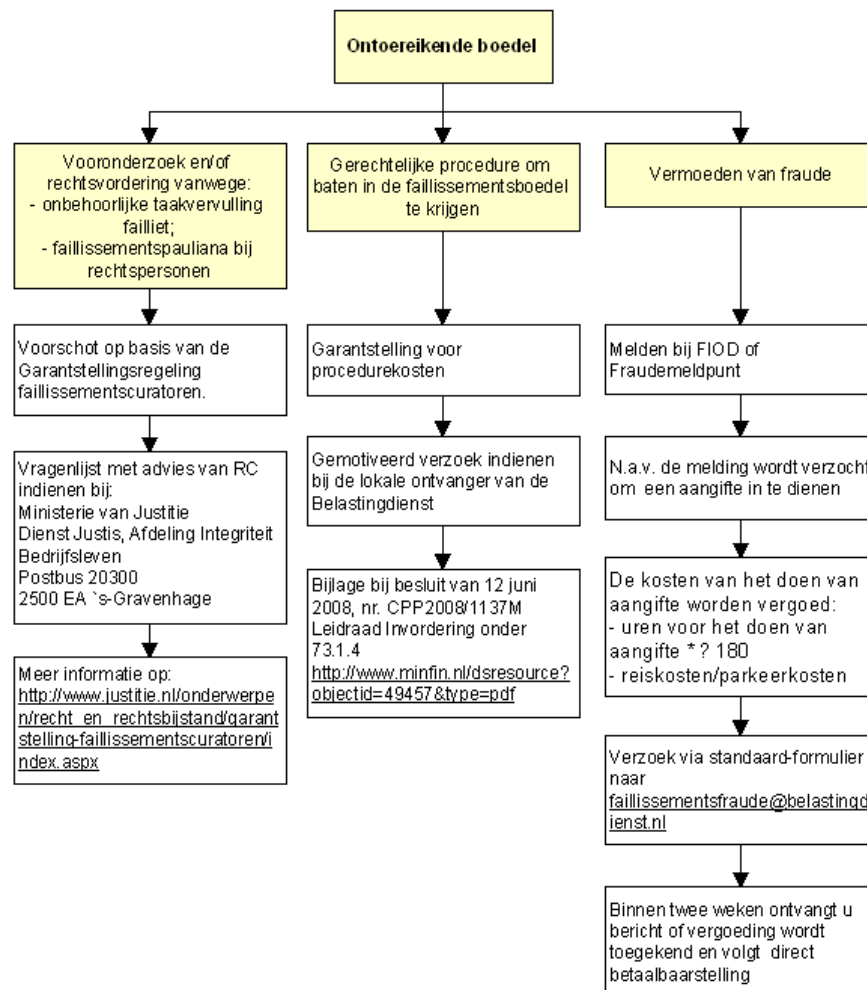 Ontoereikende boedel
Vooronderzoek en/of
rechtsvordering vanwege:
- onbehoorlijke taakvervulling
failliet;
- faillissementspauliana bij
rechtspersonen
Voorschot op basis van de
Garantstellingsregeling
faillissementscuratoren.
Vragenlijst met advies van RC
indienen bij:
Ministerie van Justitie
Dienst Justis, Afdeling Integriteit
Bedrijfsleven
Postbus 20300
2500 EA `s-Gravenhage
Meer informatie op:
http://www.justitie.nl/onderwerpe
n/recht_en_rechtsbijstand/garant
stelling-faillissementscuratoren/i
ndex.aspx
Gerechtelijke procedure om
baten in de faillissementsboedel
te krijgen
Garantstelling voor
procedurekosten
Gemotiveerd verzoek indienen
bij de lokale ontvanger van de
Belastingdienst
Bijlage bij besluit van 12 juni
2008, nr. CPP2008/1137M
Leidraad Invordering onder
73.1.4
http://www.minfin.nl/dsresource?
objectid=49457&type=pdf
Vermoeden van fraude
Melden bij FIOD of
Fraudemeldpunt
N.a.v. de melding wordt verzocht
om een aangifte in te dienen
De kosten van het doen van
aangifte worden vergoed:
- uren voor het doen van
aangifte * ? 180
- reiskosten/parkeerkosten
Verzoek via standaard-formulier
naar
faillissementsfraude@belastingd
ienst.nl
Binnen twee weken ontvangt u
bericht of vergoeding wordt
toegekend en volgt direct
betaalbaarstelling